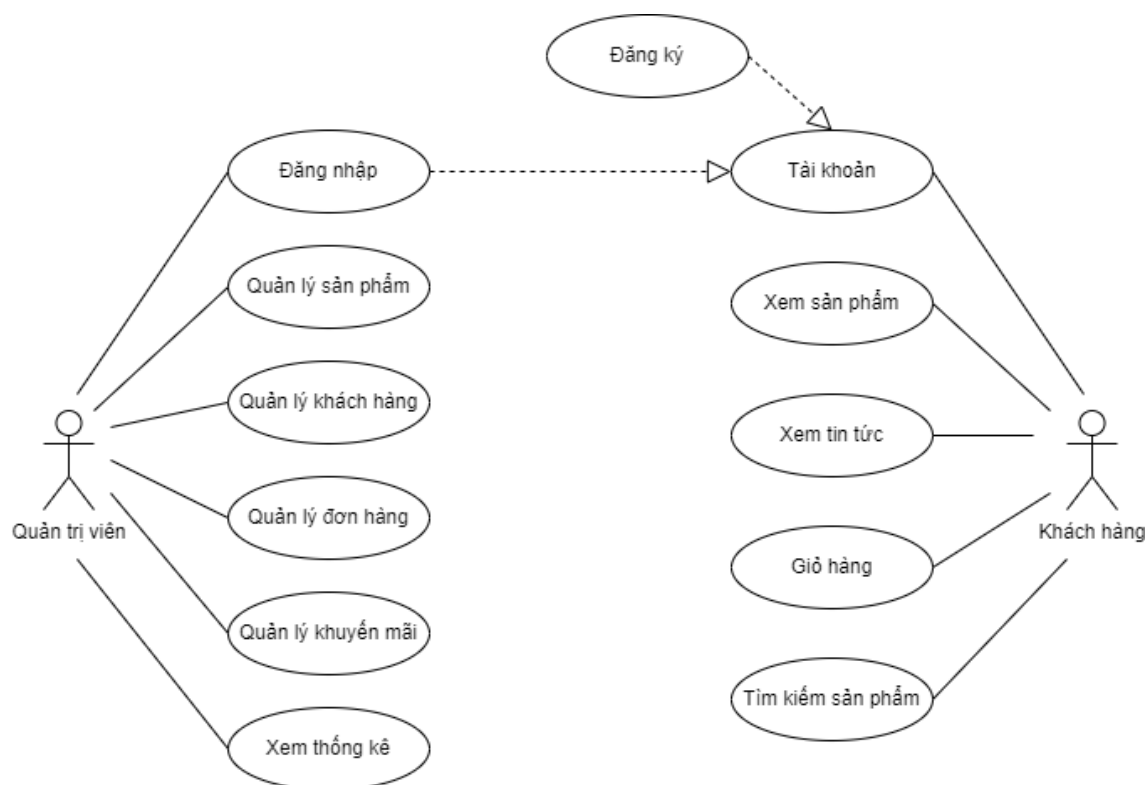 Đăng ký
Đăng nhập
Tài khoản
Quản lý sản phẩm
Xem sản phẩm
Quản lý khách hàng
Xem tin tức
Quản lý đơn hàng
Quản trị viên
Khách hàng
Giỏ hàng
Quản lý khuyến mãi
Tìm kiếm sản phẩm
Xem thống kê